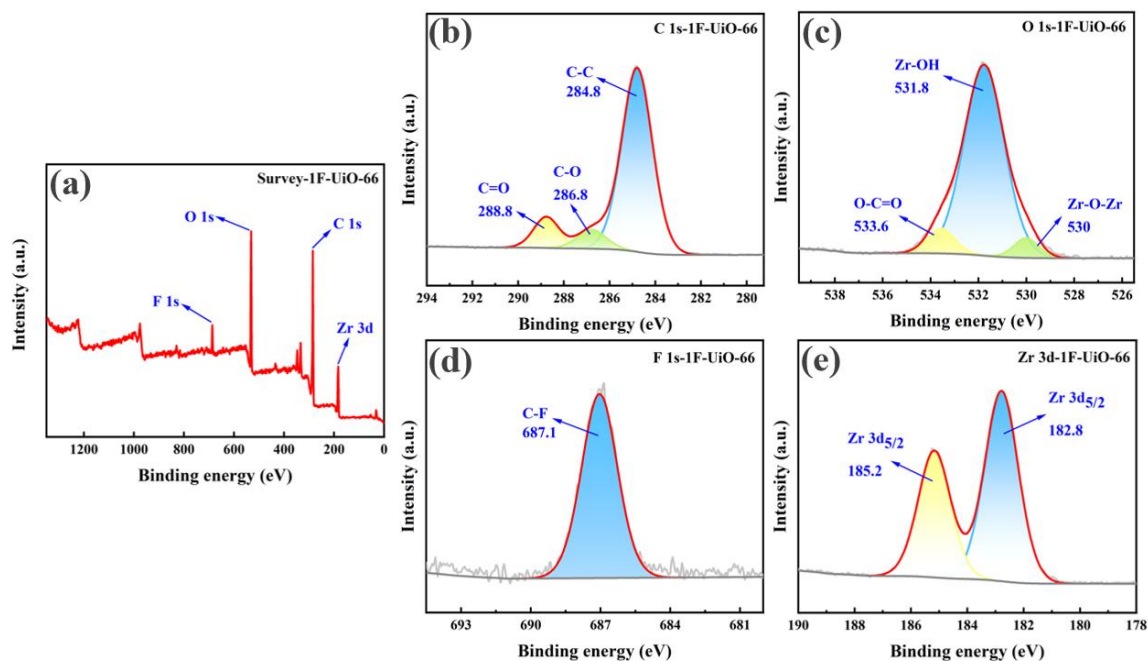 (a)
Survey-1F-UiO-66
O 1s
C 1s
F 1s
Zr 3d
Intensity (a.u.)
1200 1000 800 600 400 200 0
Binding energy (eV)
(b)
C 1s-1F-UiO-66
C-C
284.8
C-O
286.8
C=O
288.8
Intensity (a.u.)
294 292 290 288 286 284 282 280
Binding energy (eV)
(c)
O 1s-1F-UiO-66
Zr-OH
531.8
O-C=O
533.6
Zr-O-Zr
530
Intensity (a.u.)
538 536 534 532 530 528 526
Binding energy (eV)
(d)
F 1s-1F-UiO-66
C-F
687.1
Intensity (a.u.)
693 690 687 684 681
Binding energy (eV)
(e)
Zr 3d-1F-UiO-66
Zr 3d5/2
182.8
Zr 3d5/2
185.2
Intensity (a.u.)
190 188 186 184 182 180 178
Binding energy (eV)